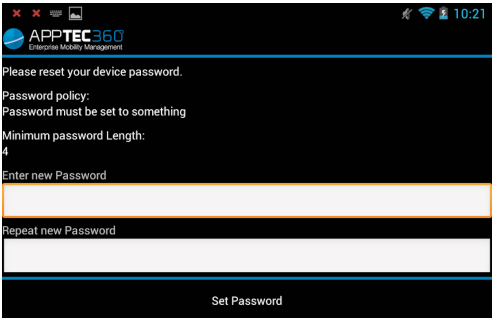 10:21
APPTEC360°
Enterprise Mobility Management
Please reset your device password.
Password policy:
Password must be set to something
Minimum password Length:
4
Enter new Password
Repeat new Password
Set Password